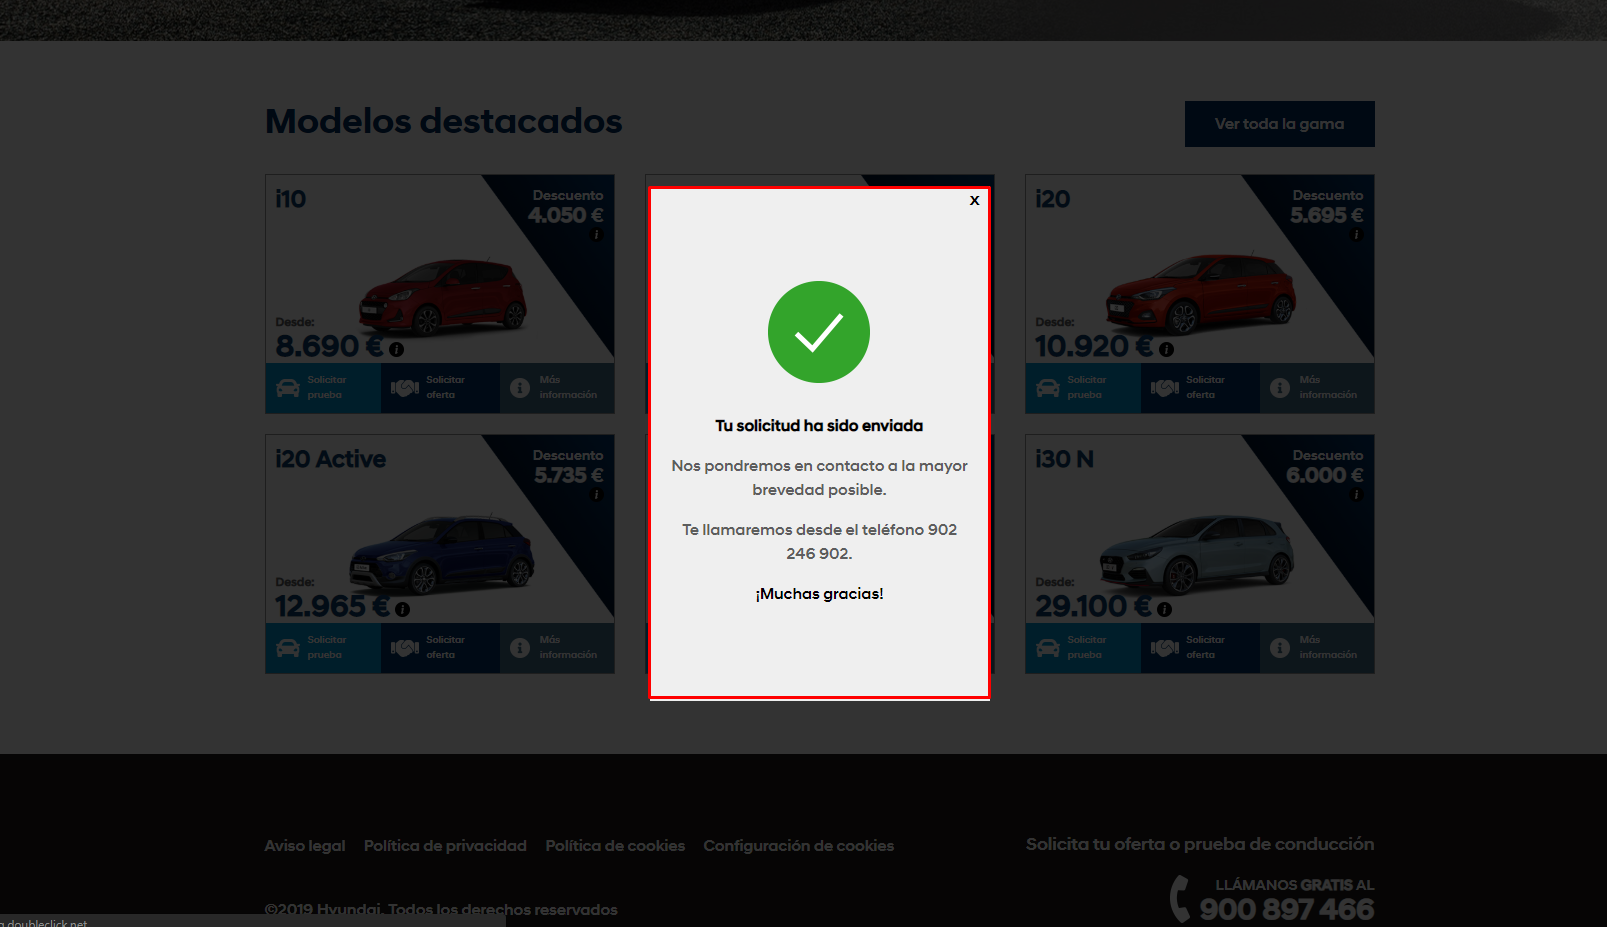 Modelos destacados
Ver toda la gama
i10
Descuento
4.050 €
Desde:
8.690 €
Solicitar
prueba
Solicitar
oferta
Más
información
i20
Descuento
5.695 €
Desde:
10.920 €
Solicitar
prueba
Solicitar
oferta
Más
información
x
Tu solicitud ha sido enviada
Nos pondremos en contacto a la mayor
brevedad posible.
Te llamaremos desde el teléfono 902
246 902.
¡Muchas gracias!
i20 Active
Descuento
5.735 €
Desde:
12.965 €
Solicitar
prueba
Solicitar
oferta
Más
información
i30 N
Descuento
6.000 €
Desde:
29.100 €
Solicitar
prueba
Solicitar
oferta
Más
información
Aviso legal Política de privacidad Política de cookies Configuración de cookies
Solicita tu oferta o prueba de conducción
LLÁMANOS GRATIS AL
900 897 466
©2019 Hyundai. Todos los derechos reservados
doubleclick.net